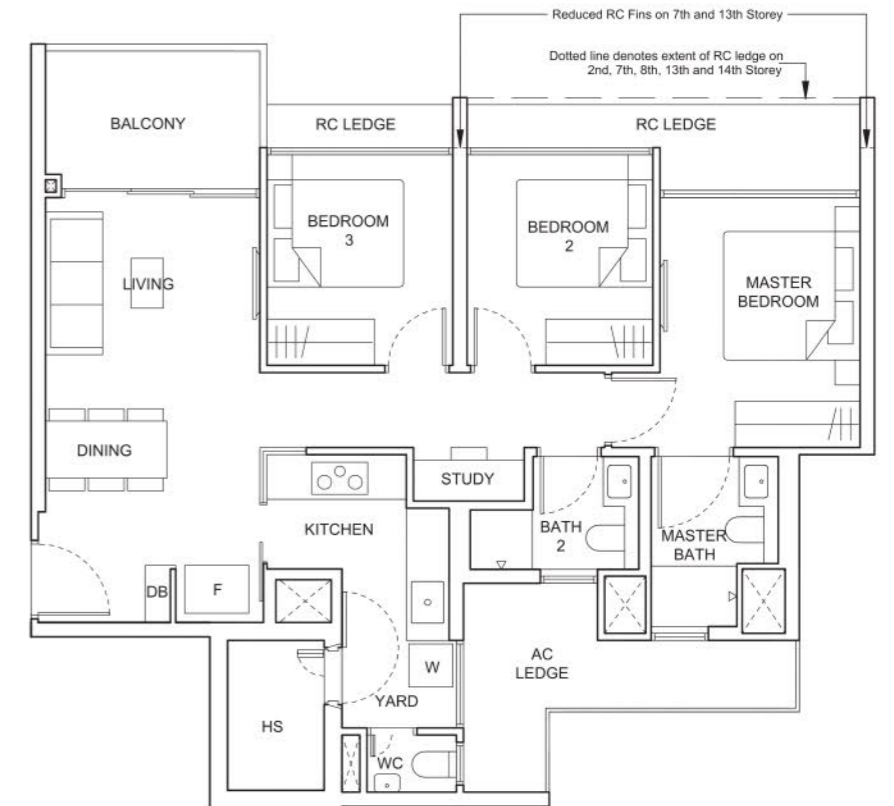 Reduced RC Fins on 7th and 13th Storey
Dotted line denotes extent of RC ledge on
2nd, 7th, 8th, 13th and 14th Storey
BALCONY
RC LEDGE
RC LEDGE
BEDROOM
3
BEDROOM
2
LIVING
MASTER
BEDROOM
DINING
STUDY
KITCHEN
BATH
2
MASTER
BATH
DB
F
AC
LEDGE
W
YARD
HS
WC